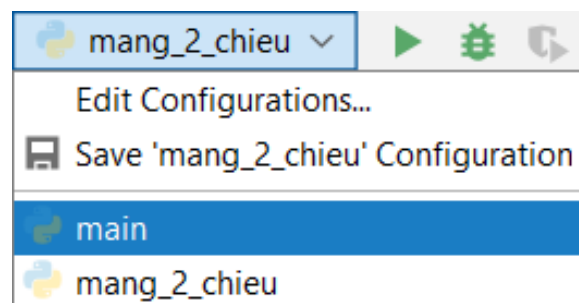 mang_2_chieu
Edit Configurations...
Save 'mang_2_chieu' Configuration
main
mang_2_chieu